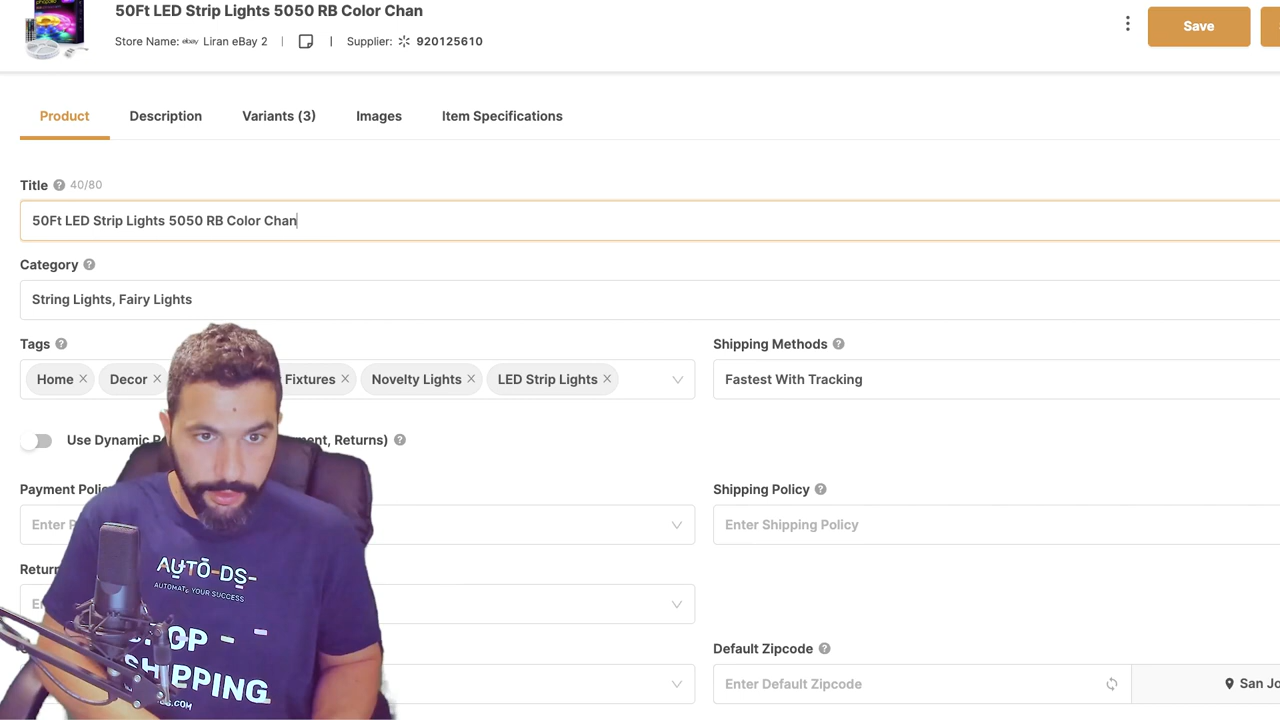 50Ft LED Strip Lights 5050 RB Color Chan
Store Name: ebay Liran eBay 2 | | Supplier: 920125610
Save
Product Description Variants (3) Images Item Specifications
Title 40/80
50Ft LED Strip Lights 5050 RB Color Chan
Category
String Lights, Fairy Lights
Tags
Home Decor Fixtures Novelty Lights LED Strip Lights
Shipping Methods
Fastest With Tracking
Use Dynamic Returns)
Payment
Enter
Shipping Policy
Enter Shipping Policy
Default Zipcode
Enter Default Zipcode
San
AUTO-DS-
AUTOMATE YOUR SUCCESS
SHIPPING